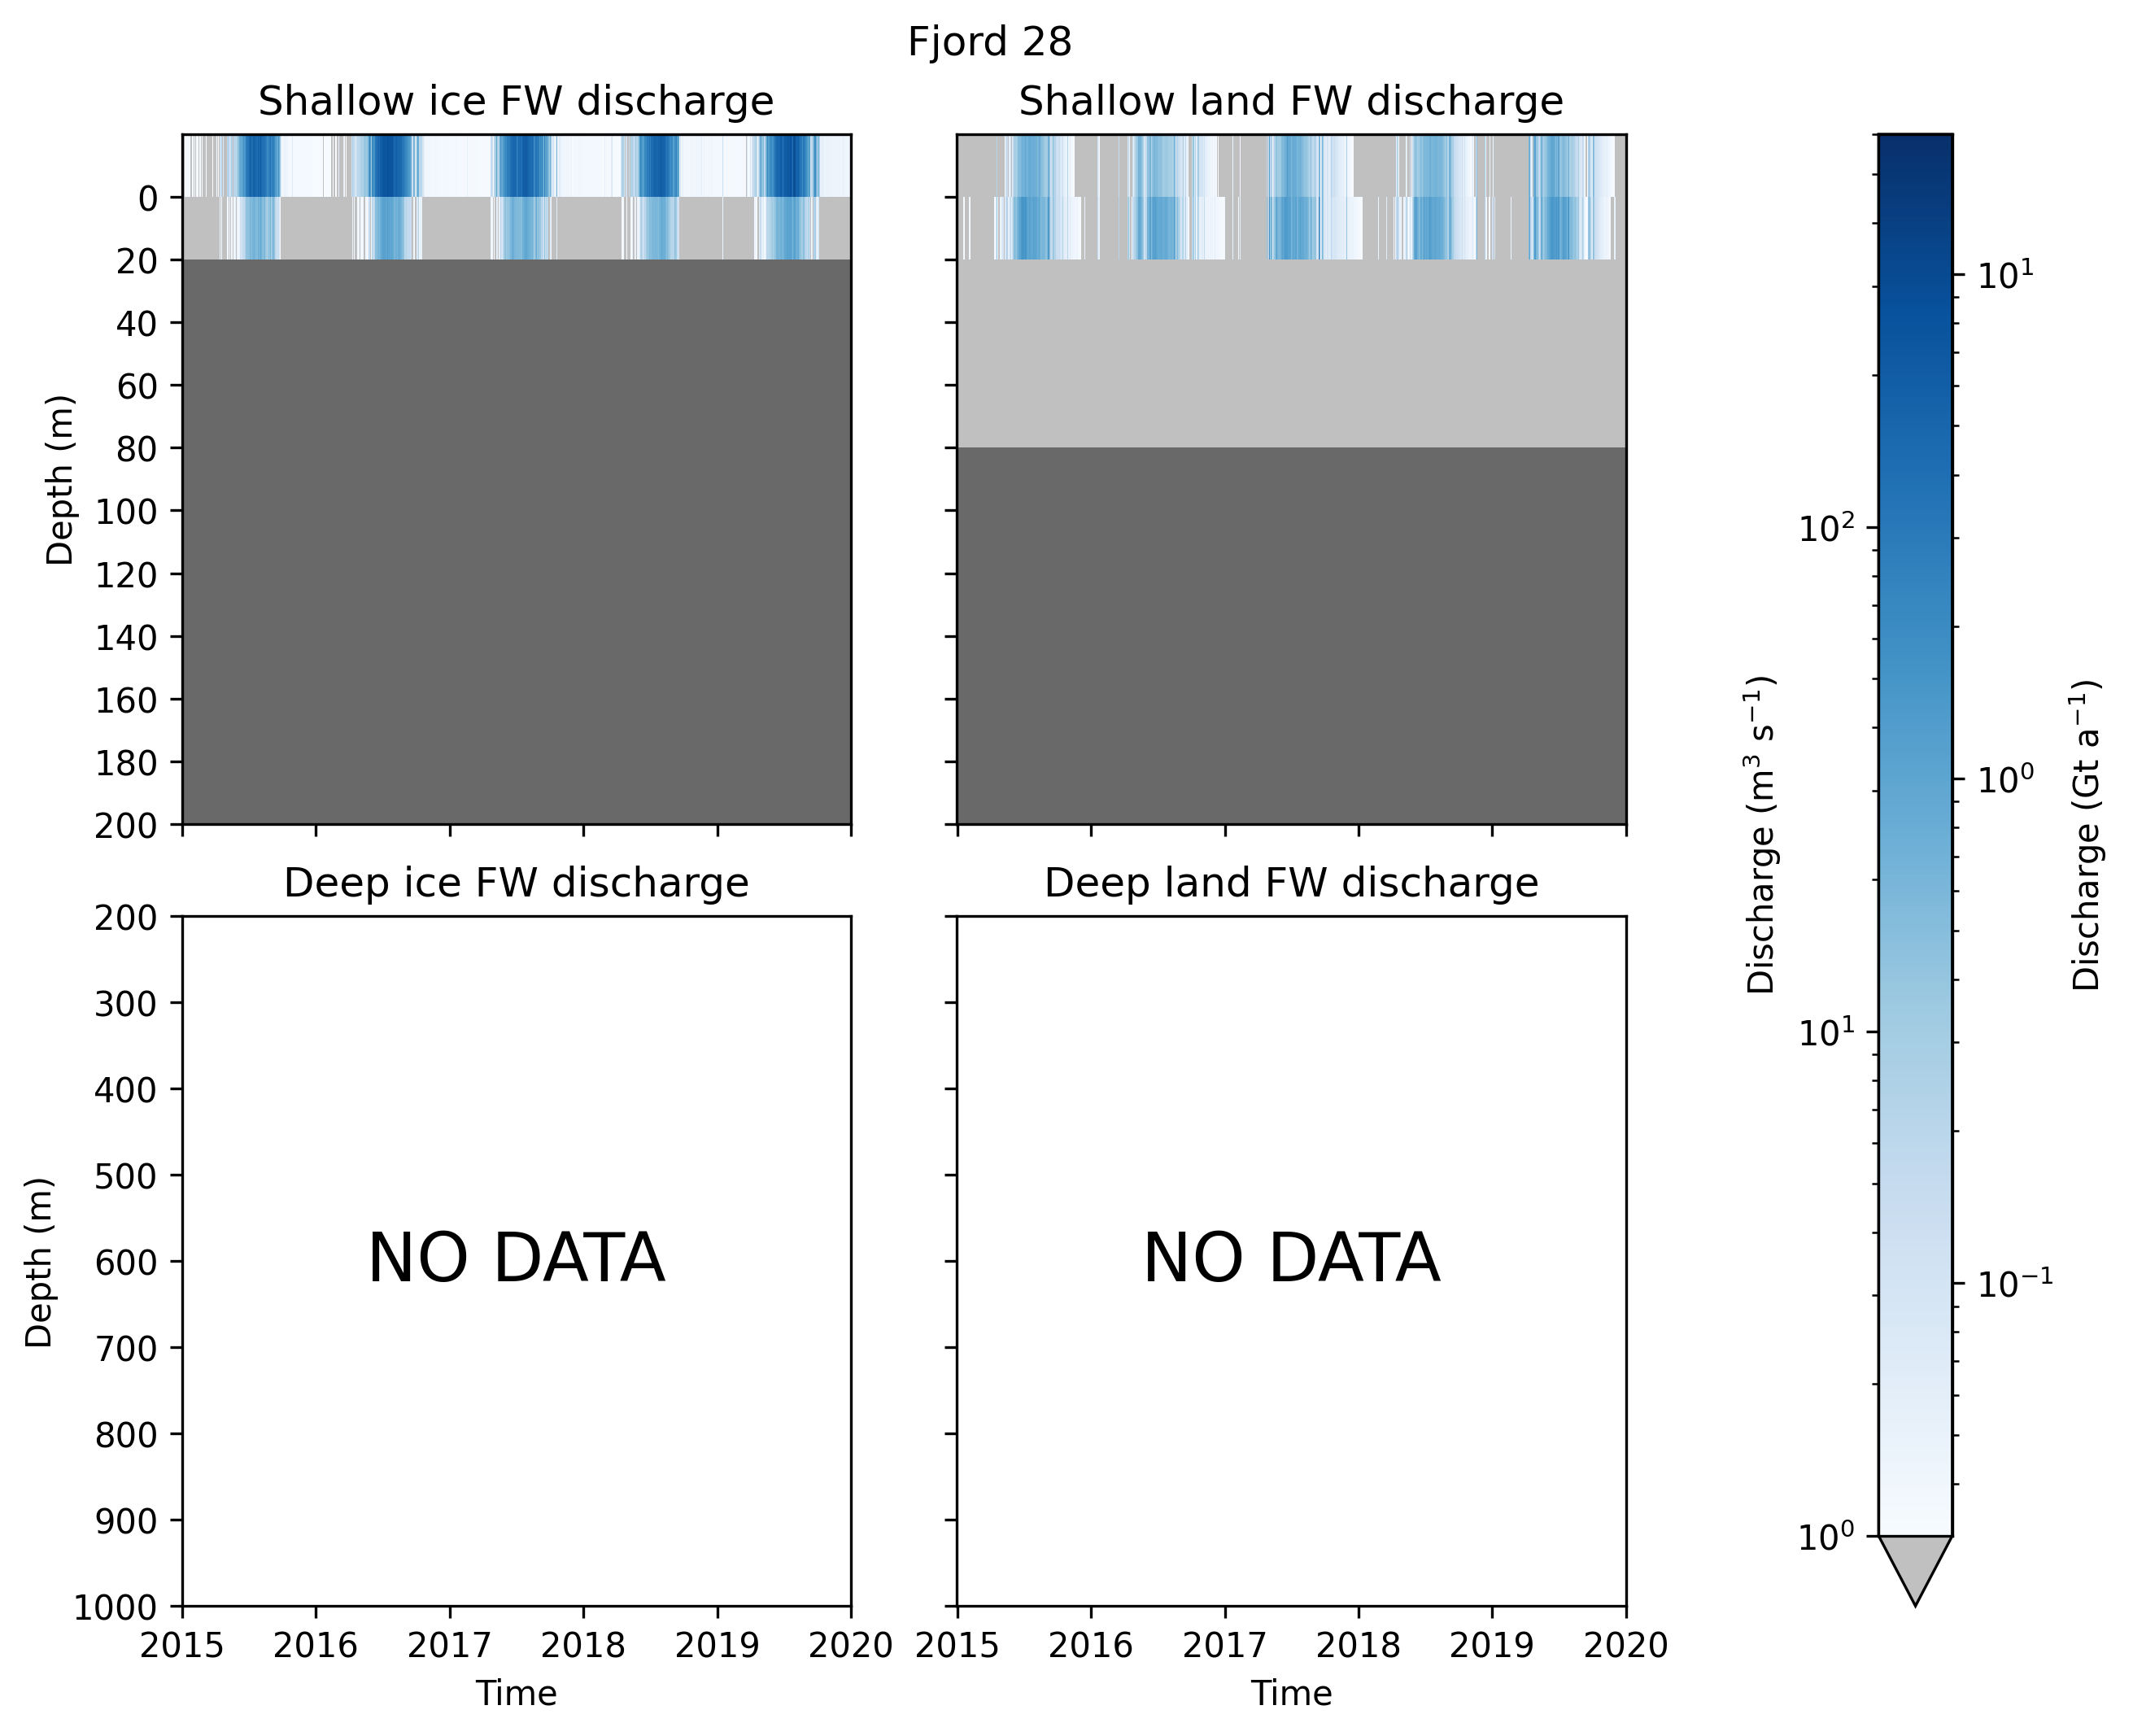 Fjord 28
Shallow ice FW discharge
Shallow land FW discharge
Depth (m)
0
20
40
60
80
100
120
140
160
180
200
Deep ice FW discharge
Deep land FW discharge
Depth (m)
200
300
400
500
600
700
800
900
1000
NO DATA
NO DATA
2015 2016 2017 2018 2019 2020
2015 2016 2017 2018 2019 2020
Time
Time
Discharge (m³ s⁻¹)
10²
10¹
10⁰
10¹
10⁰
10⁻¹
Discharge (Gt a⁻¹)